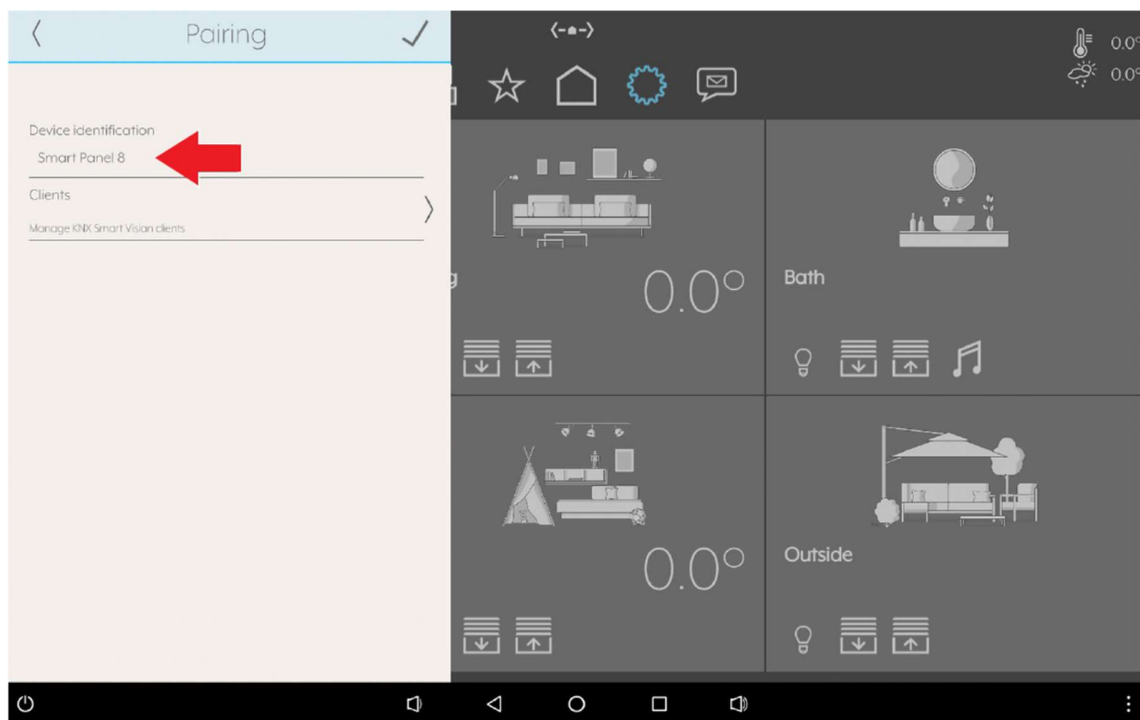 Pairing
0.0°
0.0°
Device identification
Smart Panel 8
Clients
Manage KNX Smart Vision clients
0.0°
Bath
0.0°
Outside